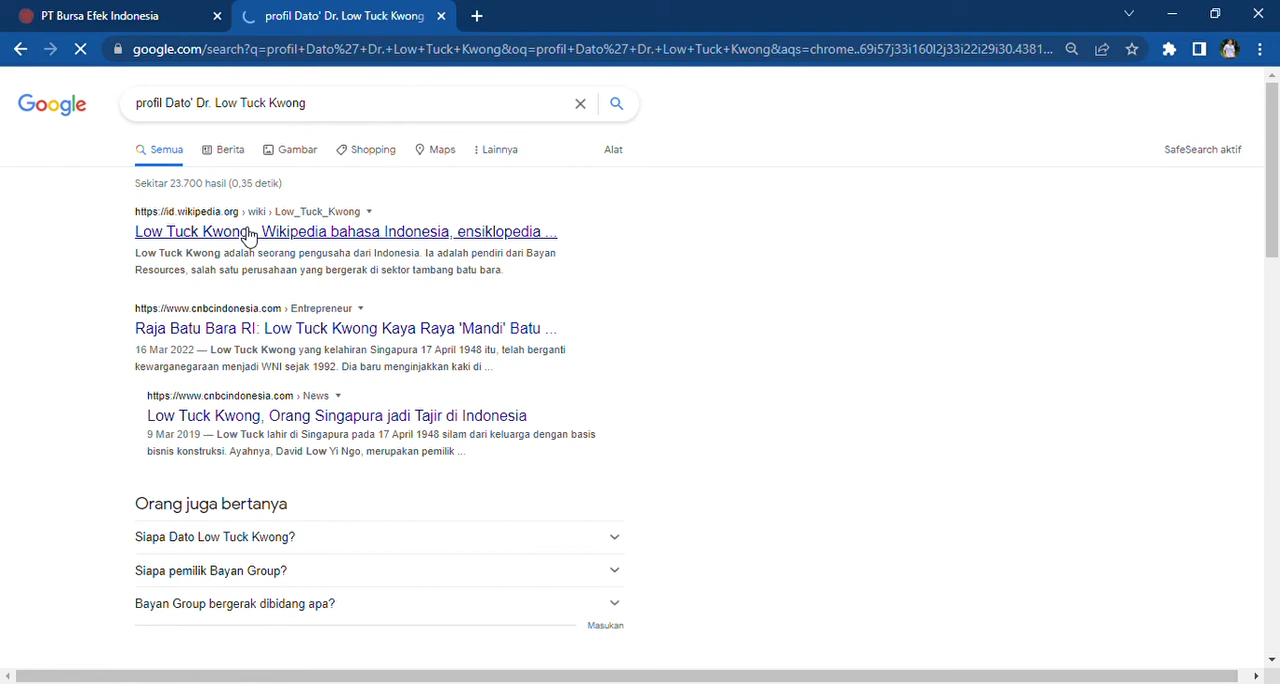 PT Bursa Efek Indonesia
profil Dato' Dr. Low Tuck Kwong
google.com/search?q=profil+Dato%27+Dr.+Low+Tuck+Kwong&oq=profil+Dato%27+Dr.+Low+Tuck+Kwong&aqs=chrome..69i57j33i160l2j33i22i29i30.4381...
Google
profil Dato' Dr. Low Tuck Kwong
Semua Berita Gambar Shopping Maps Lainnya Alat SafeSearch aktif
Sekitar 23.700 hasil (0,35 detik)
https://id.wikipedia.org › wiki › Low_Tuck_Kwong
Low Tuck Kwong - Wikipedia bahasa Indonesia, ensiklopedia ...
Low Tuck Kwong adalah seorang pengusaha dari Indonesia. Ia adalah pendiri dari Bayan
Resources, salah satu perusahaan yang bergerak di sektor tambang batu bara.
https://www.cnbcindonesia.com › Entrepreneur
Raja Batu Bara RI: Low Tuck Kwong Kaya Raya 'Mandi' Batu ...
16 Mar 2022 — Low Tuck Kwong yang kelahiran Singapura 17 April 1948 itu, telah berganti
kewarganegaraan menjadi WNI sejak 1992. Dia baru menginjakkan kaki di ...
https://www.cnbcindonesia.com › News
Low Tuck Kwong, Orang Singapura jadi Tajir di Indonesia
9 Mar 2019 — Low Tuck lahir di Singapura pada 17 April 1948 silam dari keluarga dengan basis
bisnis konstruksi. Ayahnya, David Low Yi Ngo, merupakan pemilik ...
Orang juga bertanya
Siapa Dato Low Tuck Kwong?
Siapa pemilik Bayan Group?
Bayan Group bergerak dibidang apa?
Masukan